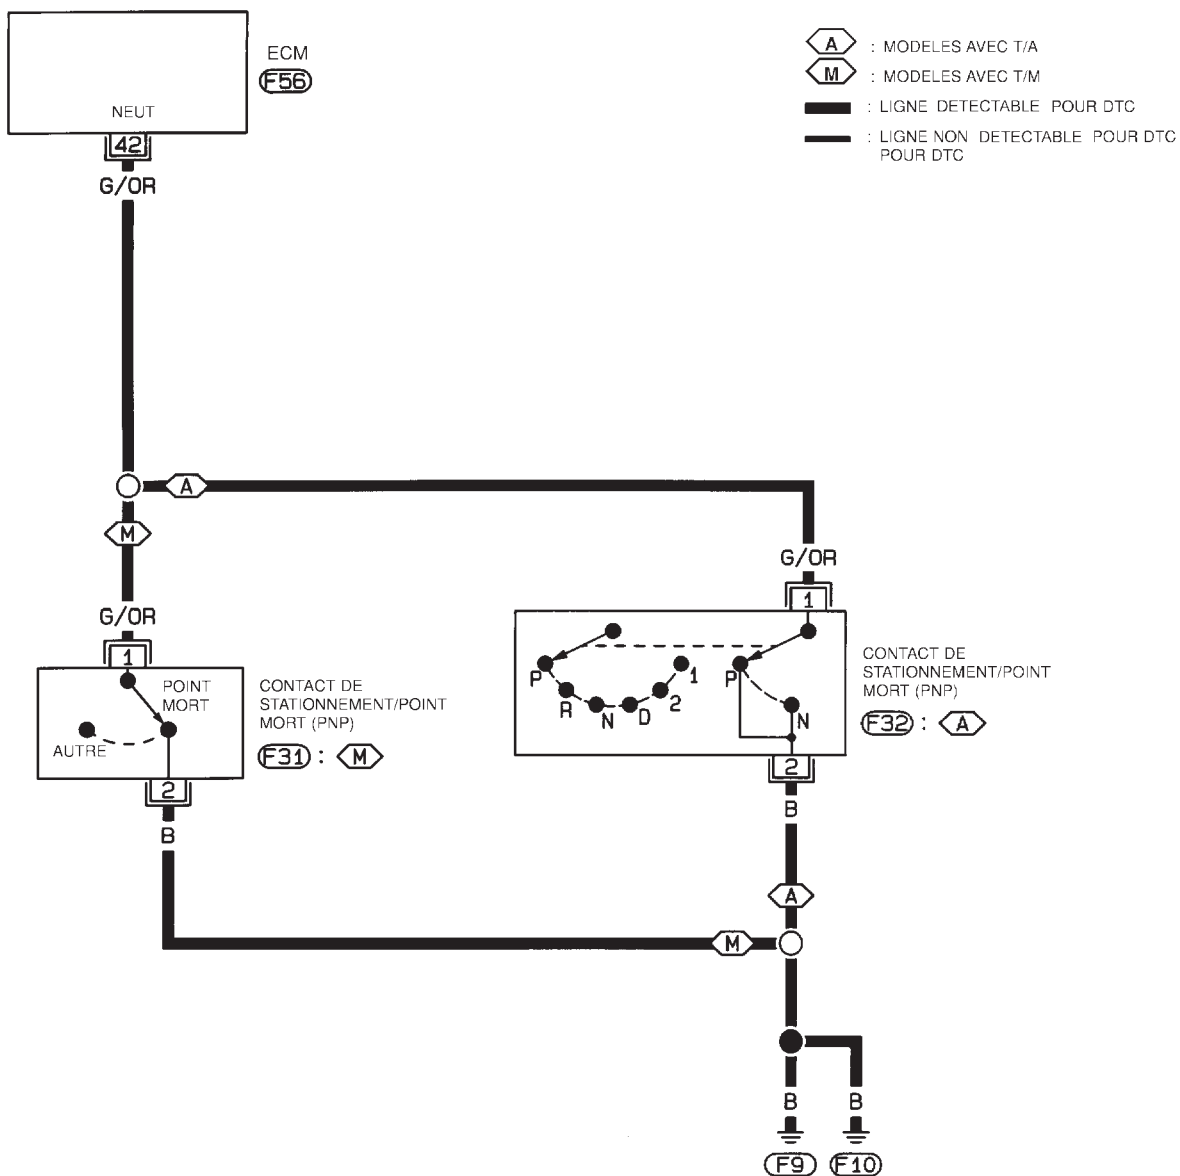 ECM
F56
NEUT
42
G/OR
A : MODELES AVEC T/A
M : MODELES AVEC T/M
: LIGNE DETECTABLE POUR DTC
: LIGNE NON DETECTABLE POUR DTC
POUR DTC
A
M
G/OR
G/OR
1
POINT
MORT
AUTRE
2
B
CONTACT DE
STATIONNEMENT/POINT
MORT (PNP)
F31 : M
1
P
R
N
D
2
1
P
N
2
B
CONTACT DE
STATIONNEMENT/POINT
MORT (PNP)
F32 : A
A
M
B
B
F9
F10